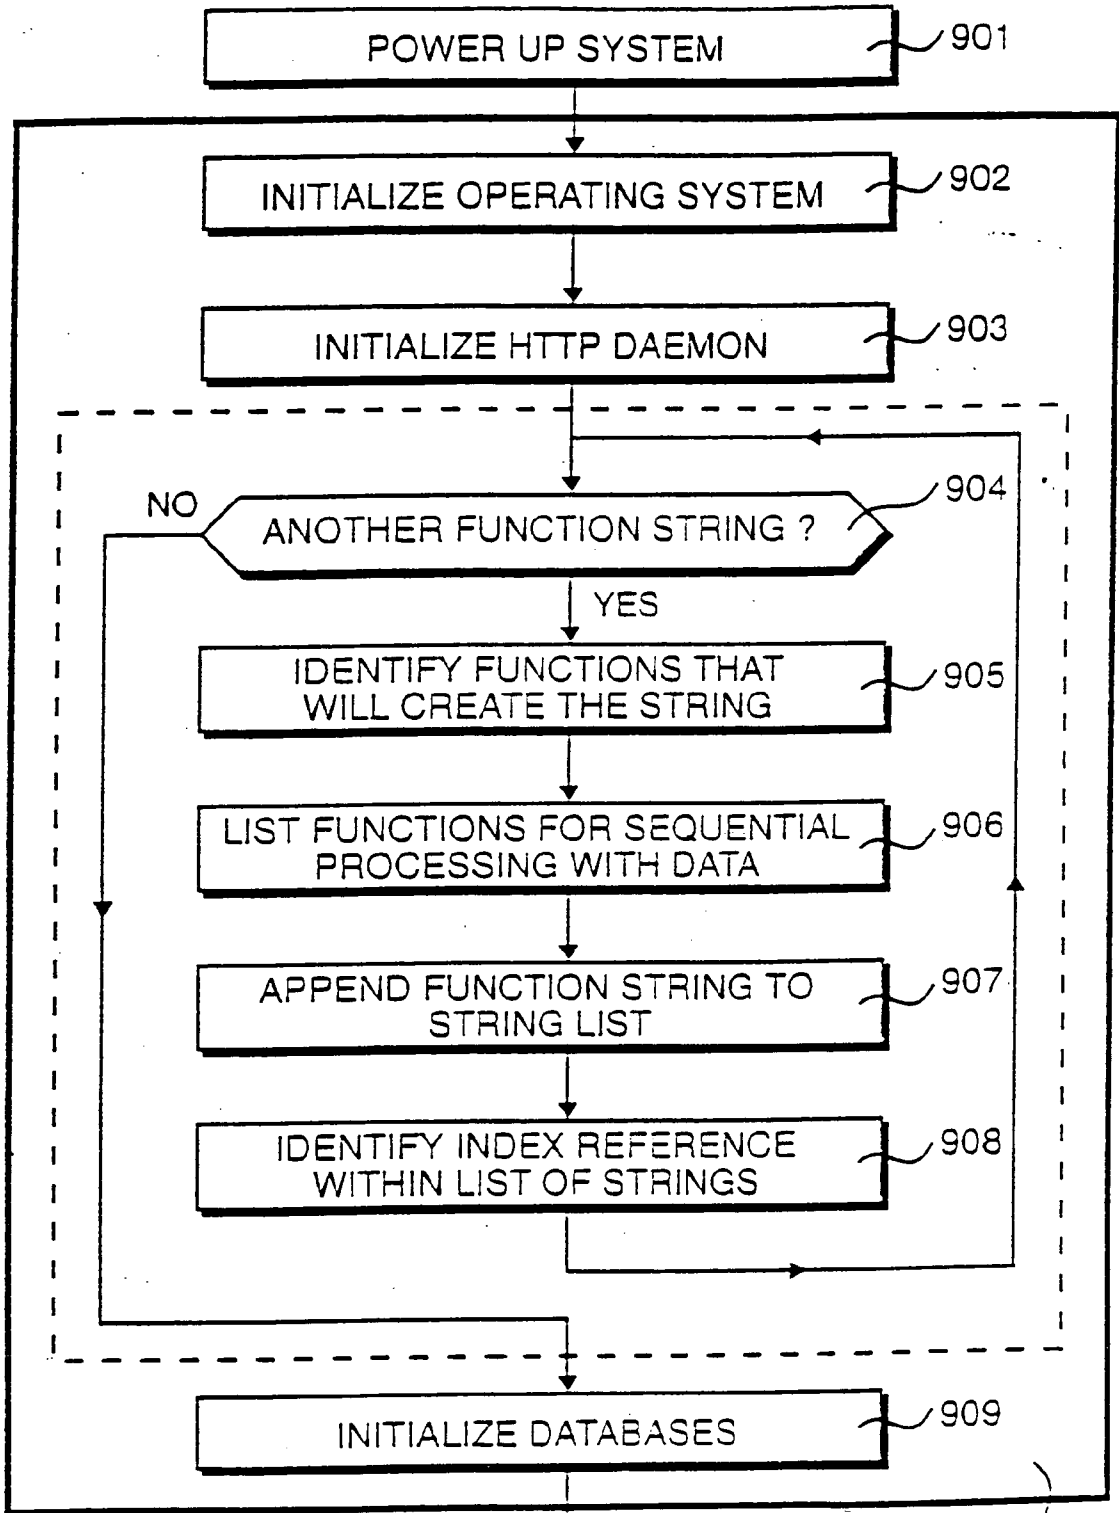 POWER UP SYSTEM
901
INITIALIZE OPERATING SYSTEM
902
INITIALIZE HTTP DAEMON
903
NO
ANOTHER FUNCTION STRING ?
904
YES
IDENTIFY FUNCTIONS THAT
WILL CREATE THE STRING
905
LIST FUNCTIONS FOR SEQUENTIAL
PROCESSING WITH DATA
906
APPEND FUNCTION STRING TO
STRING LIST
907
IDENTIFY INDEX REFERENCE
WITHIN LIST OF STRINGS
908
INITIALIZE DATABASES
909